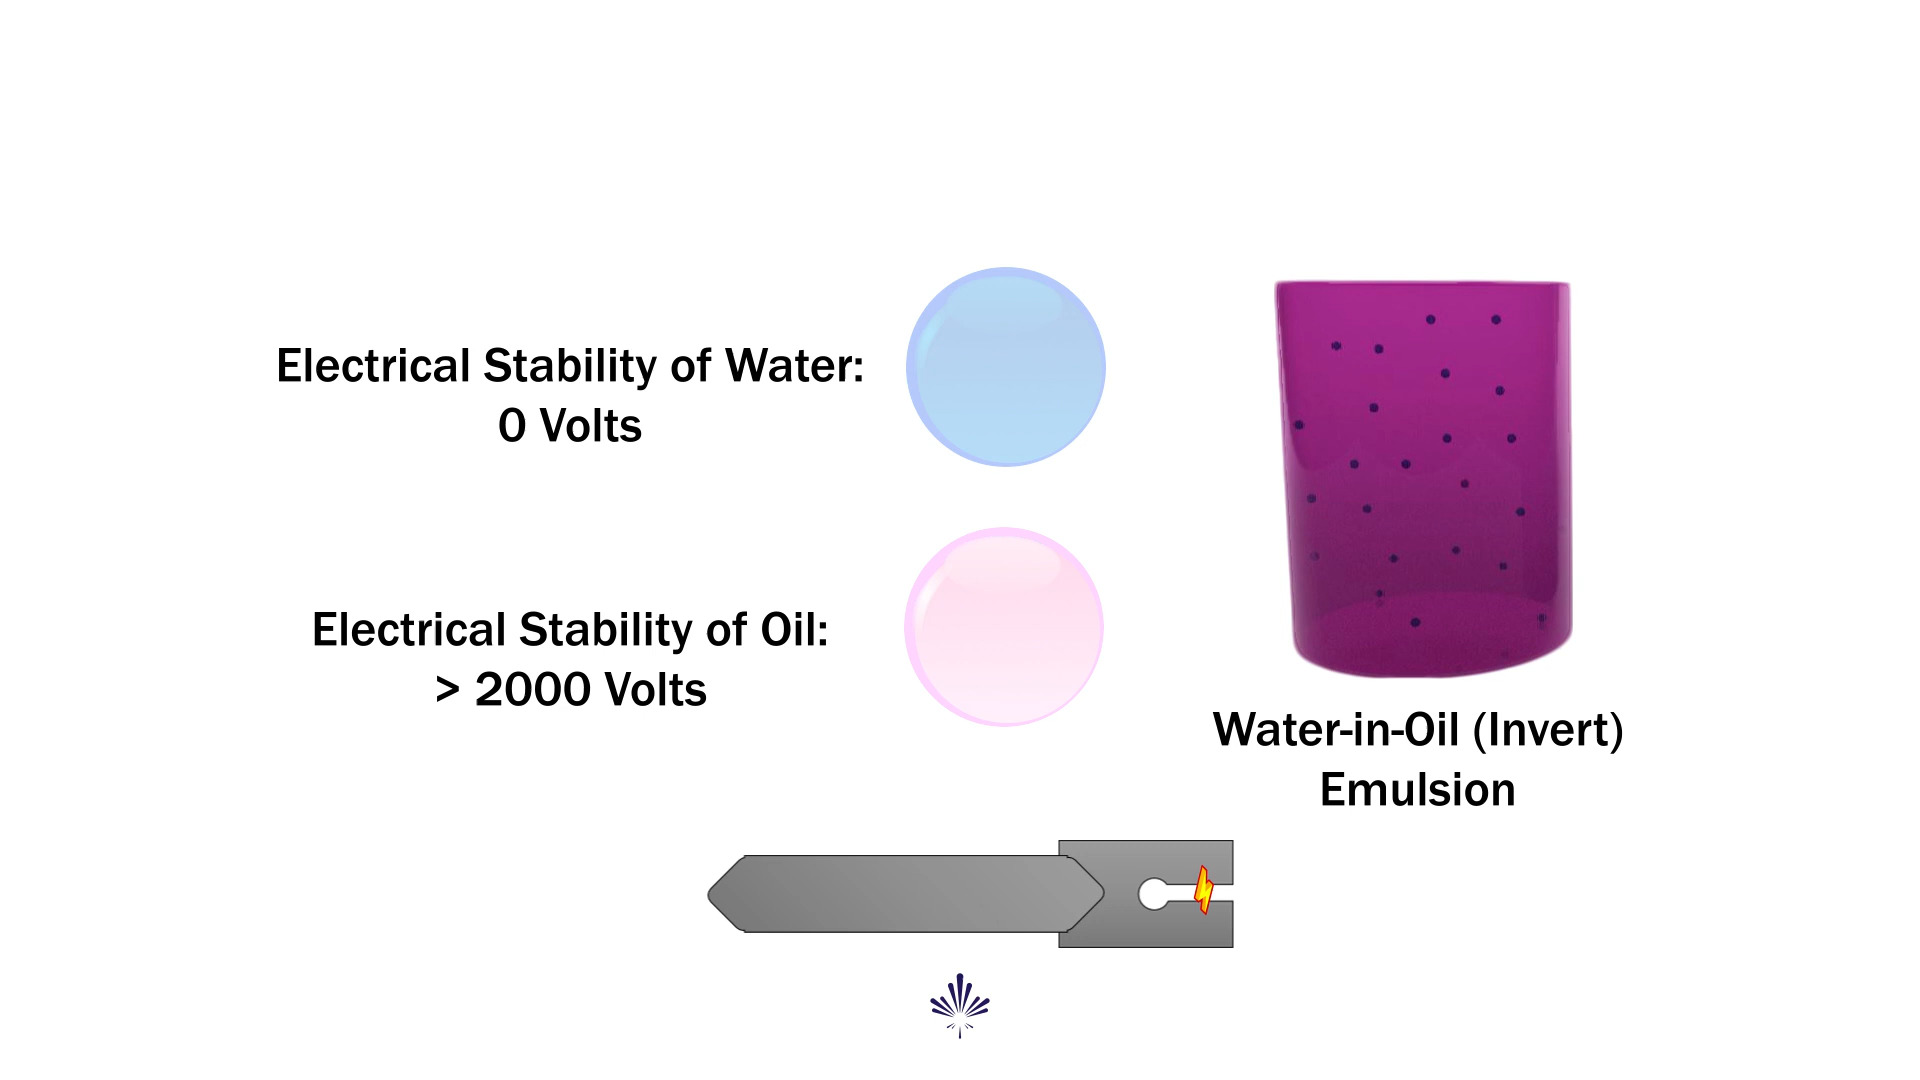 Electrical Stability of Water:
0 Volts
Electrical Stability of Oil:
> 2000 Volts
Water-in-Oil (Invert)
Emulsion